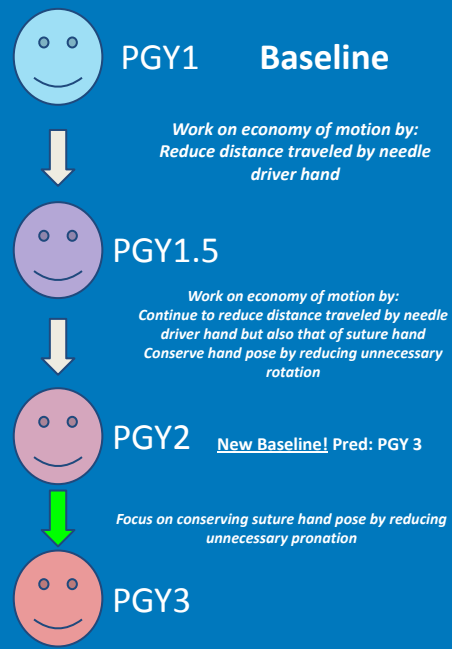 PGY1 Baseline
Work on economy of motion by:
Reduce distance traveled by needle
driver hand
PGY1.5
Work on economy of motion by:
Continue to reduce distance traveled by needle
driver hand but also that of suture hand
Conserve hand pose by reducing unnecessary
rotation
PGY2 New Baseline! Pred: PGY 3
Focus on conserving suture hand pose by reducing
unnecessary pronation
PGY3